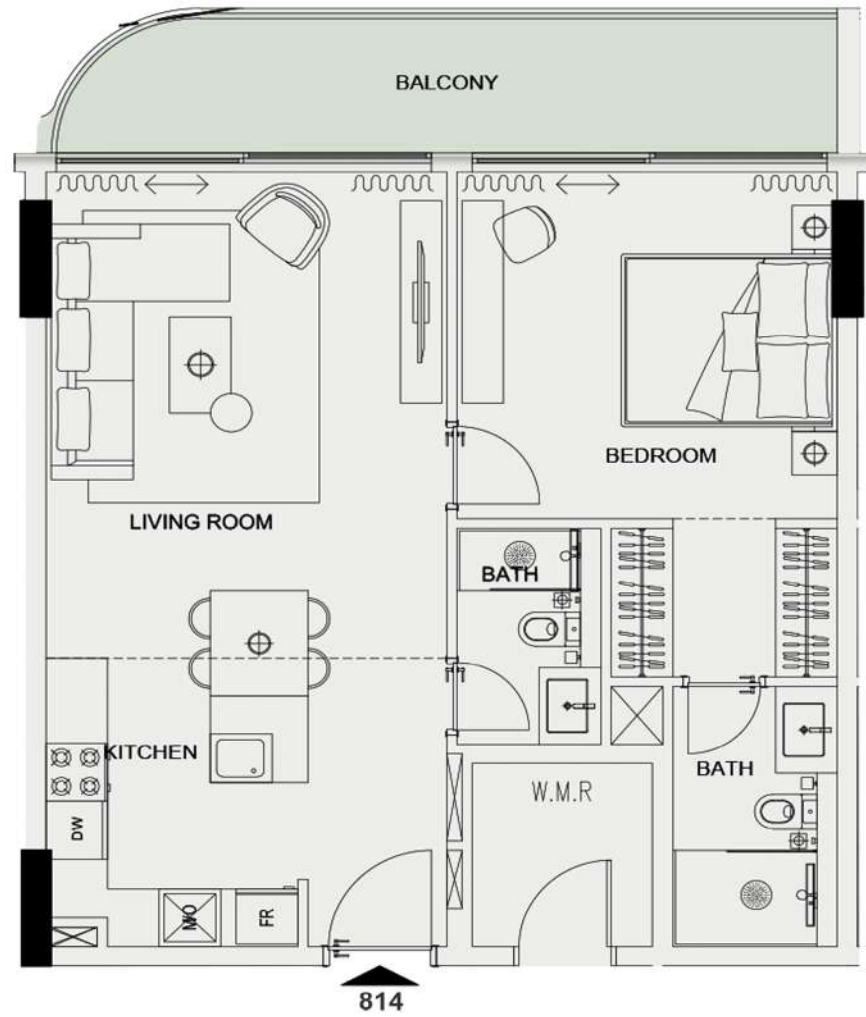 BALCONY
BEDROOM
LIVING ROOM
BATH
KITCHEN
BATH
W.M.R
DW
M/O
FR
814